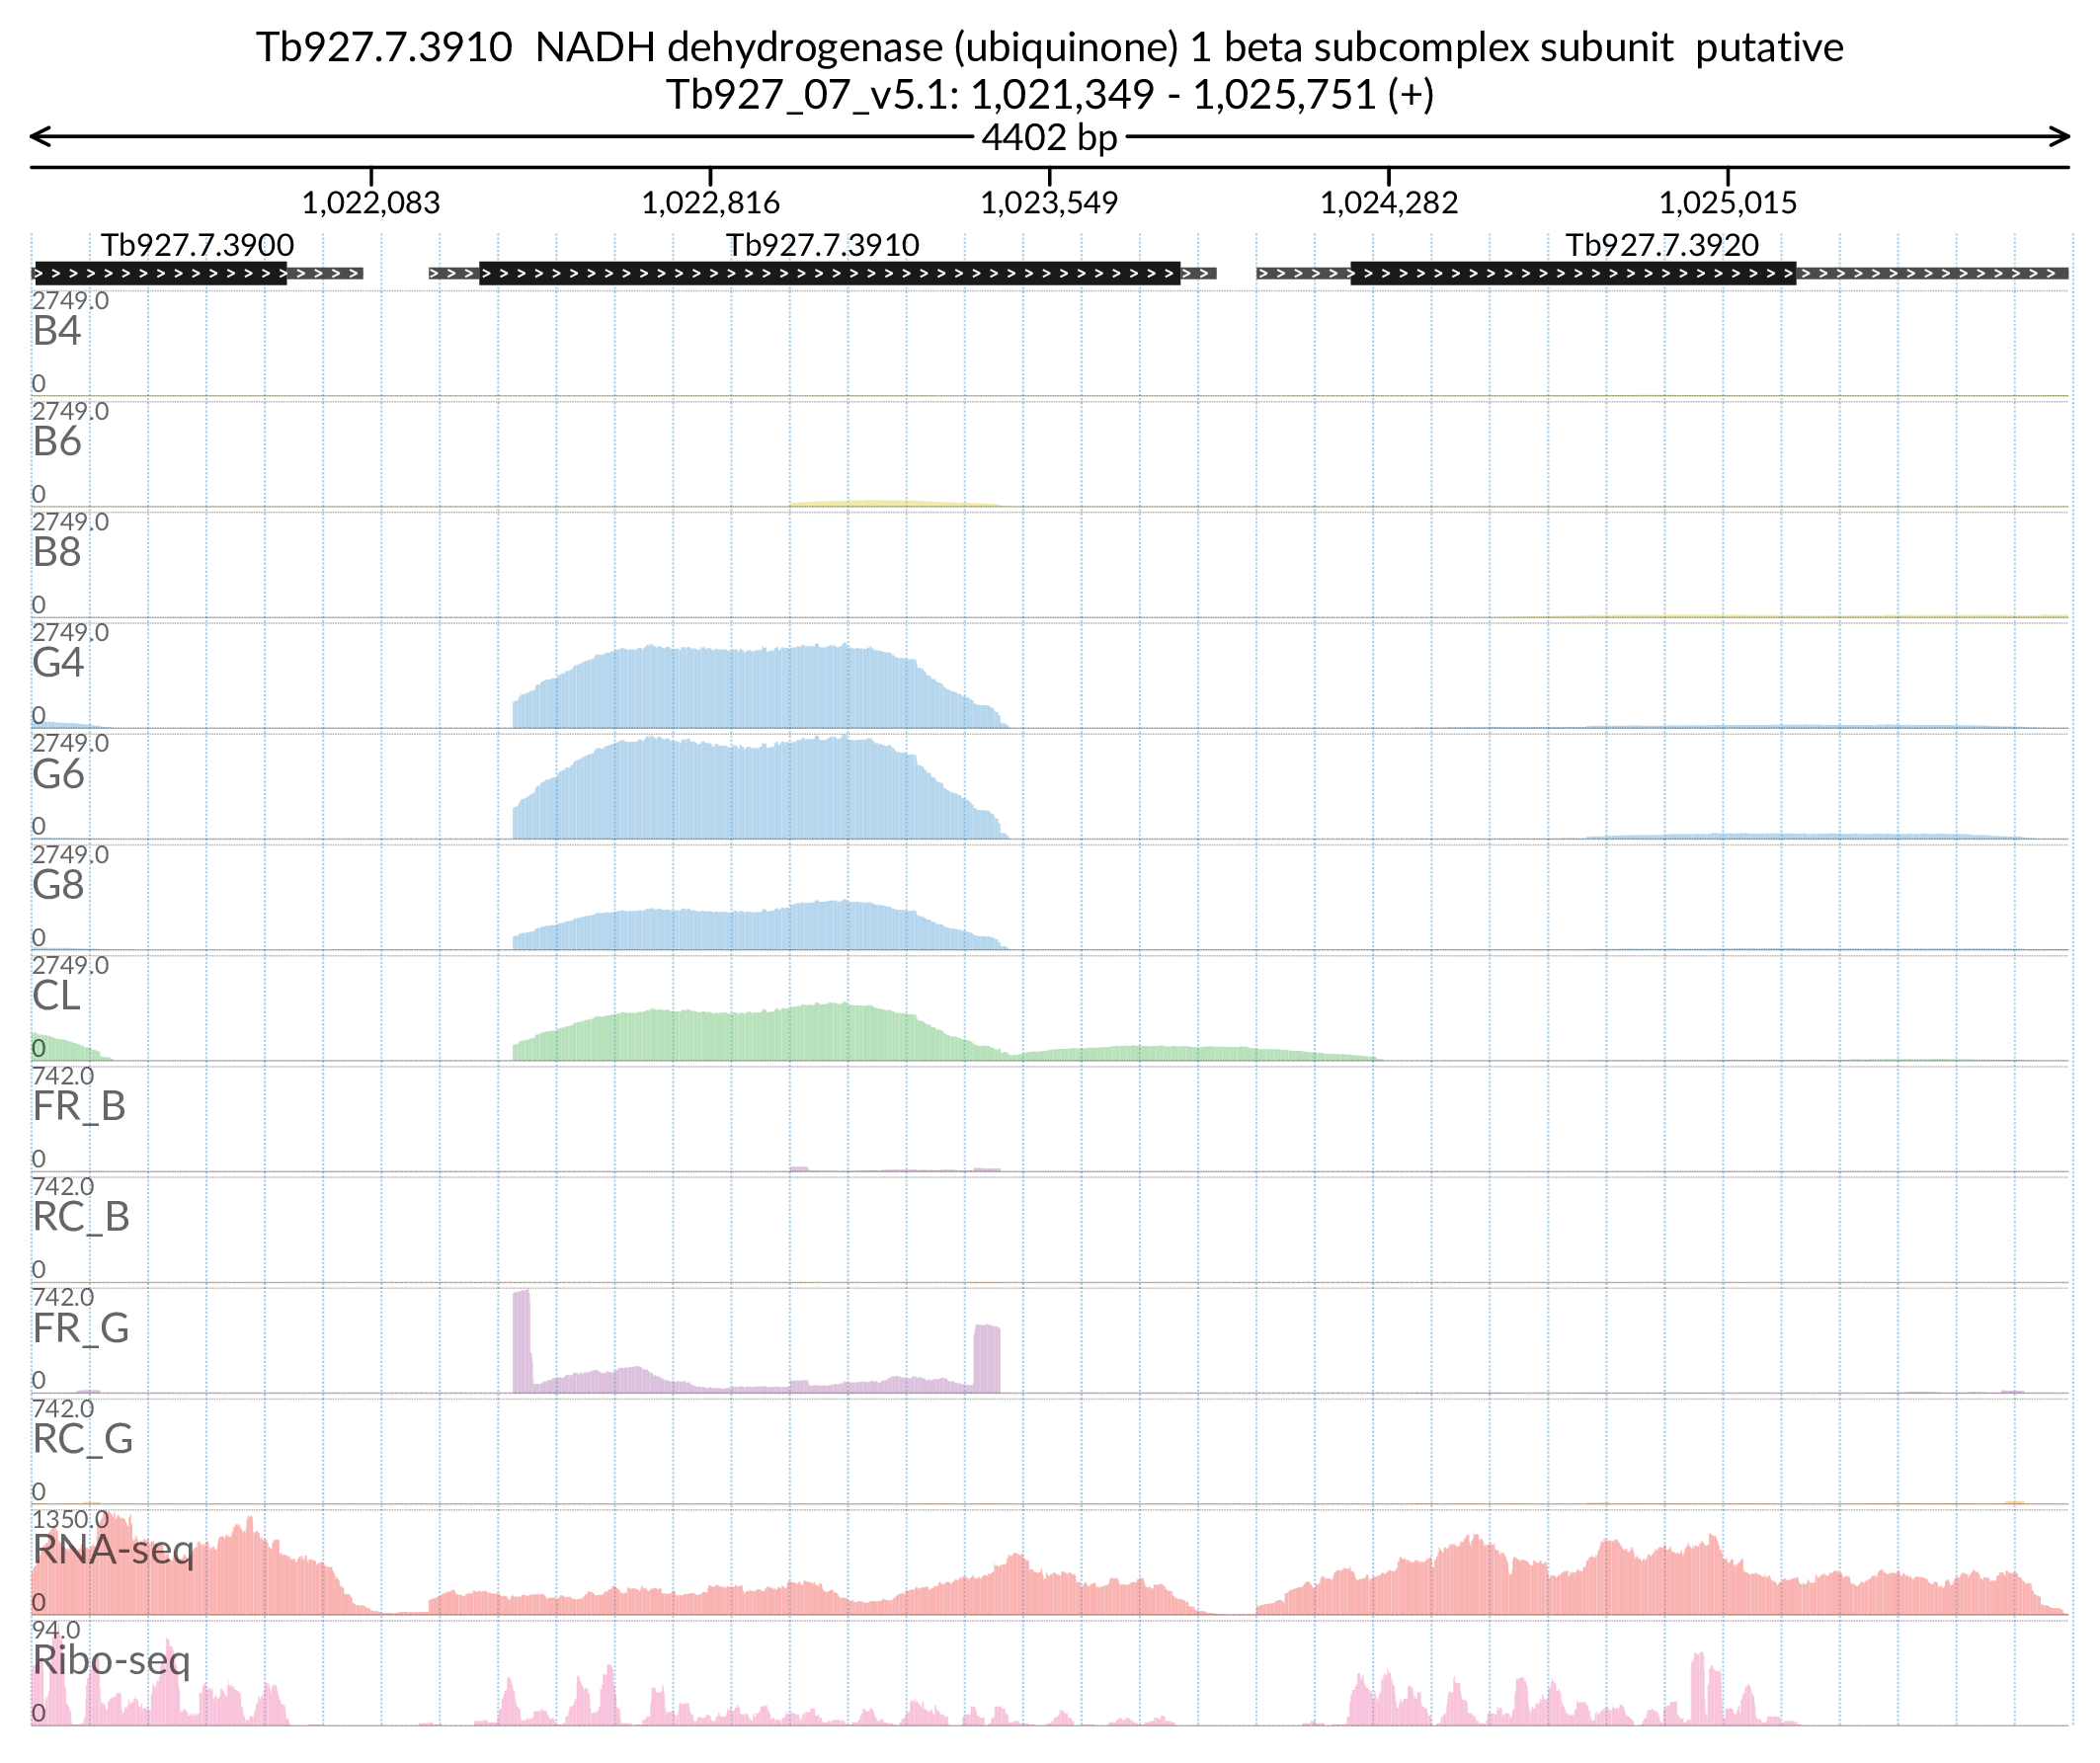 Tb927.7.3910  NADH dehydrogenase (ubiquinone) 1 beta subcomplex subunit  putative
Tb927_07_v5.1: 1,021,349 - 1,025,751 (+)
4402 bp
1,022,083 1,022,816 1,023,549 1,024,282 1,025,015
Tb927.7.3900 Tb927.7.3910 Tb927.7.3920
2749.0
B4
0
2749.0
B6
0
2749.0
B8
0
2749.0
G4
0
2749.0
G6
0
2749.0
G8
0
2749.0
CL
0
742.0
FR_B
0
742.0
RC_B
0
742.0
FR_G
0
742.0
RC_G
0
1350.0
RNA-seq
0
94.0
Ribo-seq
0